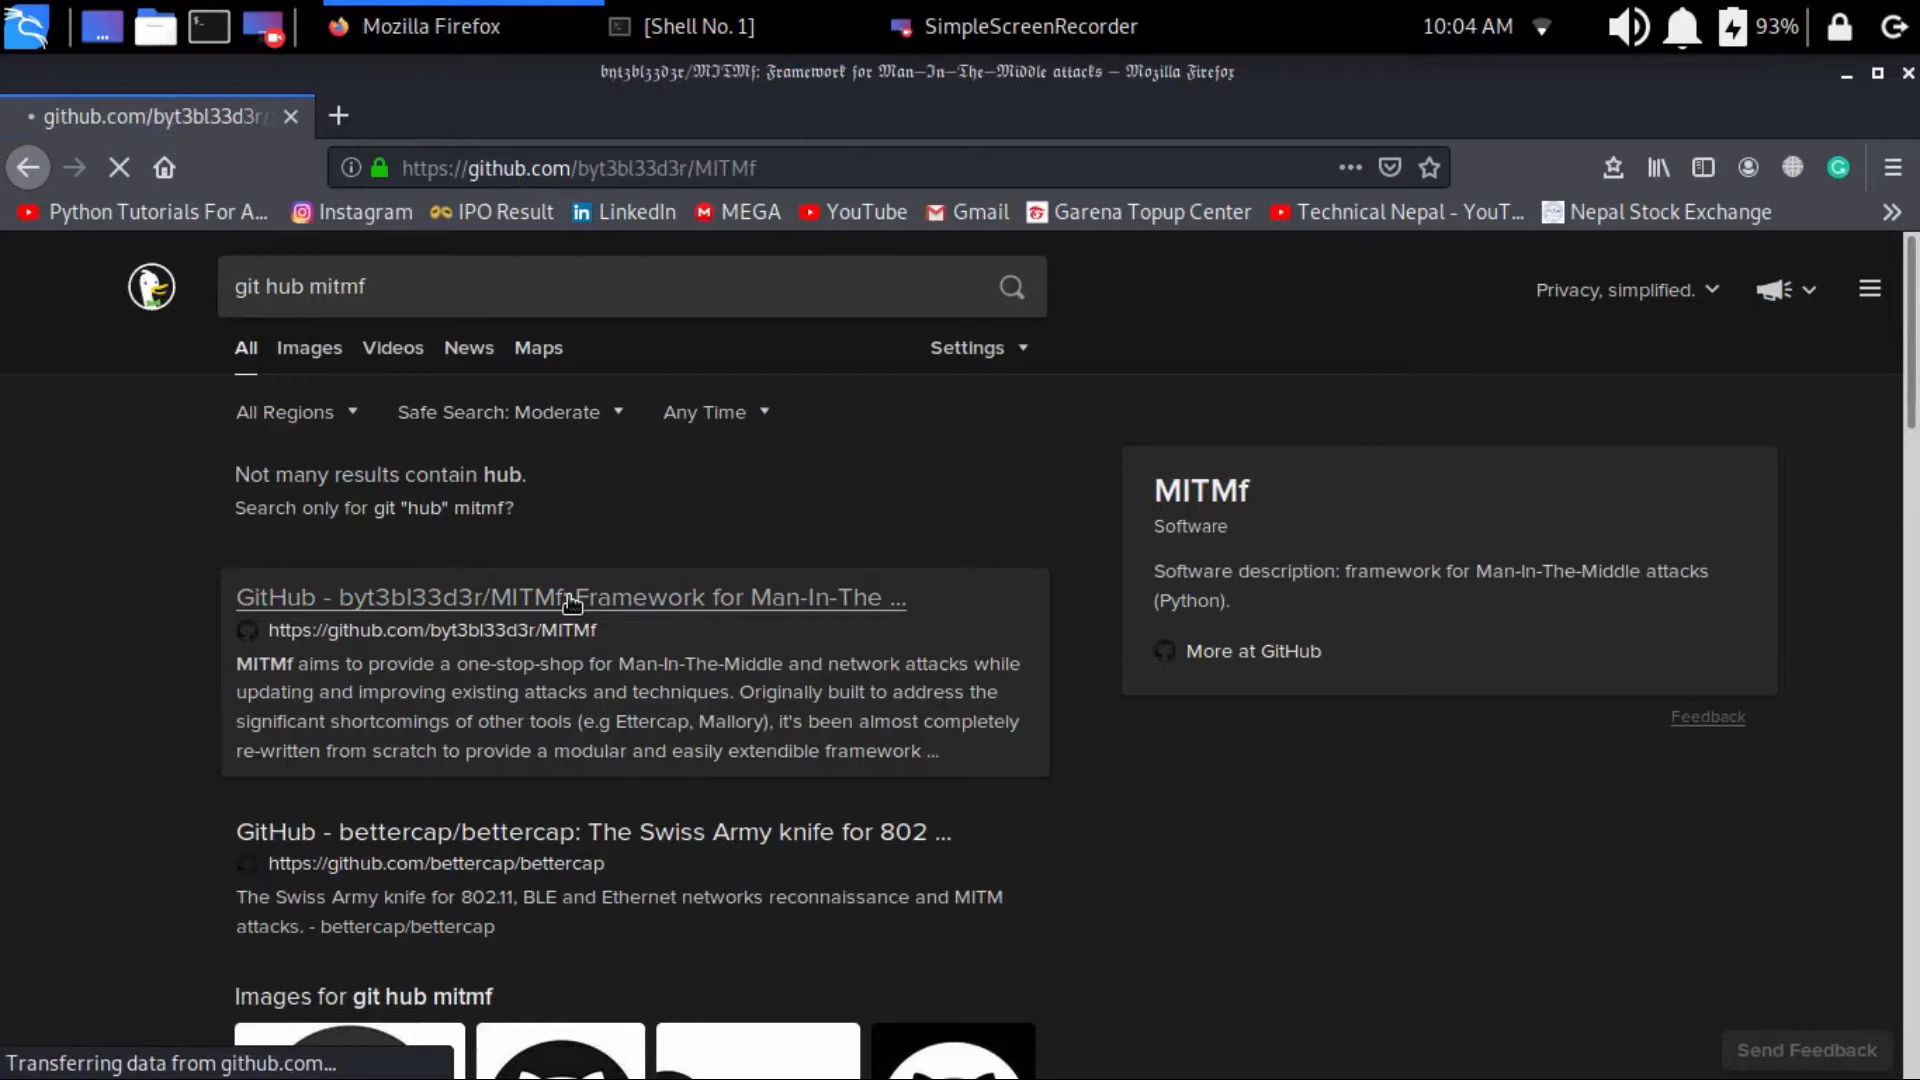 Mozilla Firefox
[Shell No. 1]
SimpleScreenRecorder
10:04 AM
93%
byt3bl33d3r/MITMf: Framework for Man-In-The-Middle attacks - Mozilla Firefox
github.com/byt3bl33d3r/
https://github.com/byt3bl33d3r/MITMf
Python Tutorials For A...
Instagram
IPO Result
LinkedIn
MEGA
YouTube
Gmail
Garena Topup Center
Technical Nepal - YouT...
Nepal Stock Exchange
git hub mitmf
Privacy, simplified.
All
Images
Videos
News
Maps
Settings
All Regions
Safe Search: Moderate
Any Time
Not many results contain hub.
Search only for git "hub" mitmf?
GitHub - byt3bl33d3r/MITMf: Framework for Man-In-The ...
https://github.com/byt3bl33d3r/MITMf
MITMf aims to provide a one-stop-shop for Man-In-The-Middle and network attacks while
updating and improving existing attacks and techniques. Originally built to address the
significant shortcomings of other tools (e.g Ettercap, Mallory), it's been almost completely
re-written from scratch to provide a modular and easily extendible framework ...
MITMf
Software
Software description: framework for Man-In-The-Middle attacks
(Python).
More at GitHub
Feedback
GitHub - bettercap/bettercap: The Swiss Army knife for 802 ...
https://github.com/bettercap/bettercap
The Swiss Army knife for 802.11, BLE and Ethernet networks reconnaissance and MITM
attacks. - bettercap/bettercap
Images for git hub mitmf
Transferring data from github.com...
Send Feedback